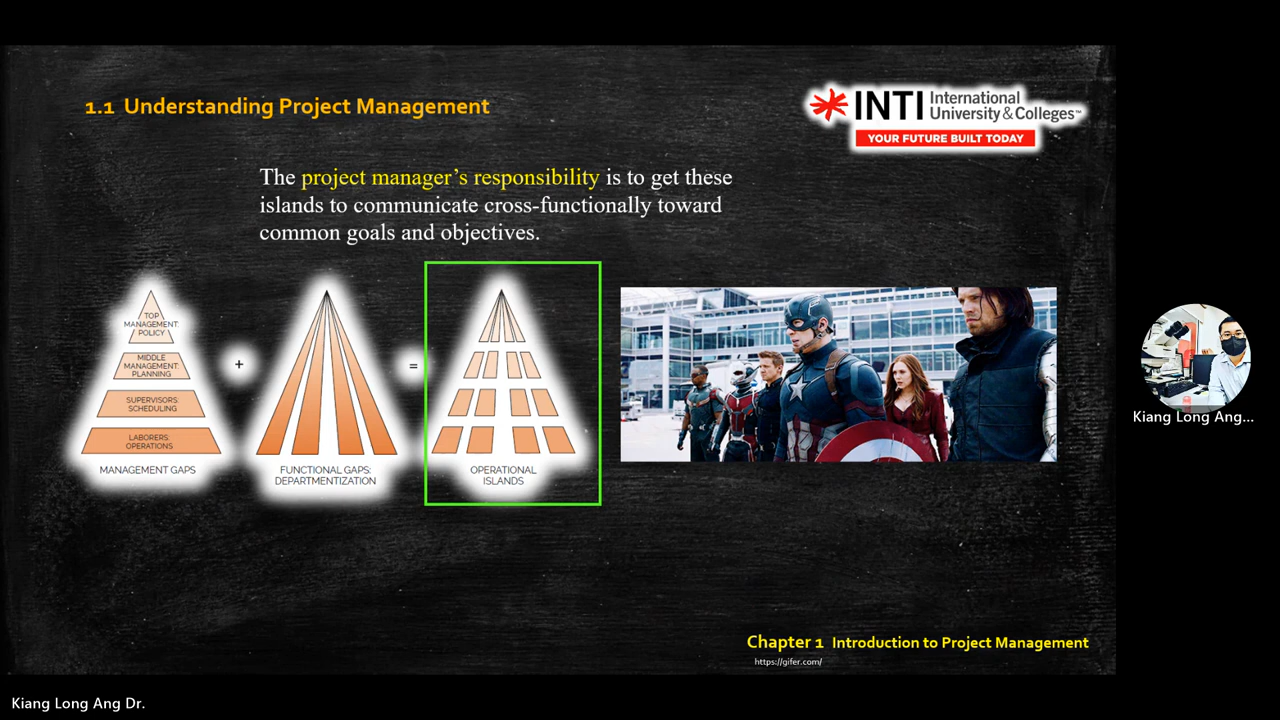 1.1 Understanding Project Management
INTI International
University & Colleges™
YOUR FUTURE BUILT TODAY
The project manager's responsibility is to get these
islands to communicate cross-functionally toward
common goals and objectives.
TOP
MANAGEMENT:
POLICY
MIDDLE
MANAGEMENT:
PLANNING
SUPERVISORS:
SCHEDULING
LABORERS:
OPERATIONS
MANAGEMENT GAPS
+
FUNCTIONAL GAPS:
DEPARTMENTIZATION
=
OPERATIONAL
ISLANDS
Kiang Long Ang...
Chapter 1 Introduction to Project Management
https://gifer.com/
Kiang Long Ang Dr.